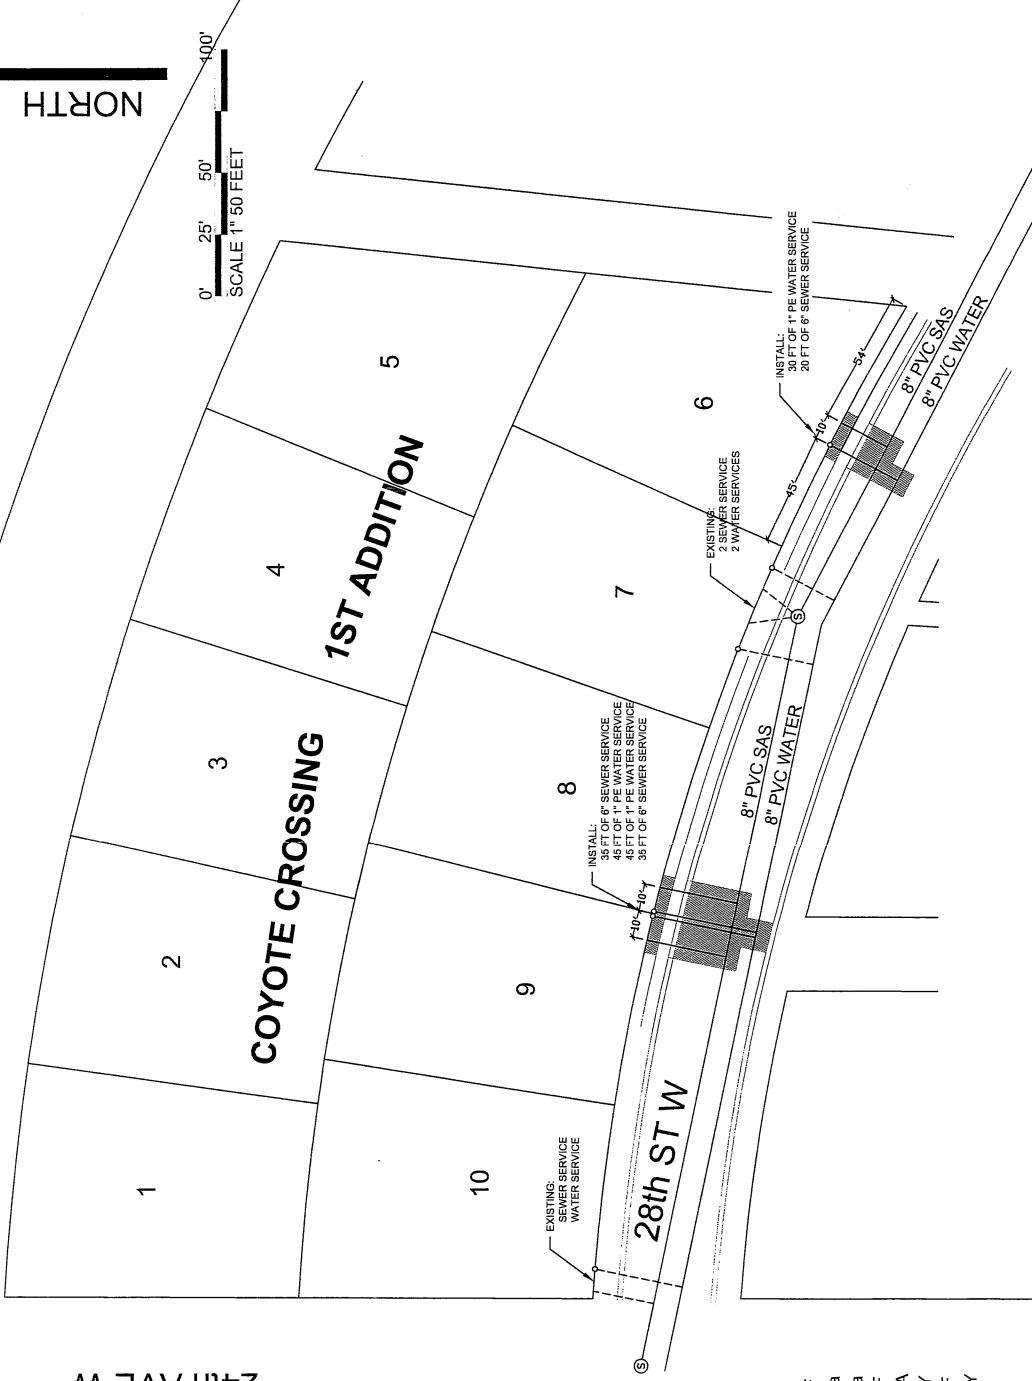 NORTH
0' 25' 50' 100'
SCALE 1" 50 FEET
COYOTE CROSSING
1ST ADDITION
1
2
3
4
5
6
7
8
9
10
INSTALL:
30 FT OF 1" PE WATER SERVICE
20 FT OF 6" SEWER SERVICE
54'
10'
45'
EXISTING:
2 SEWER SERVICE
2 WATER SERVICES
8" PVC SAS
8" PVC WATER
S
INSTALL:
35 FT OF 6" SEWER SERVICE
45 FT OF 1" PE WATER SERVICE
45 FT OF 1" PE WATER SERVICE
35 FT OF 6" SEWER SERVICE
10'
10'
8" PVC SAS
8" PVC WATER
EXISTING:
SEWER SERVICE
WATER SERVICE
28th ST W
S
24th AVE W